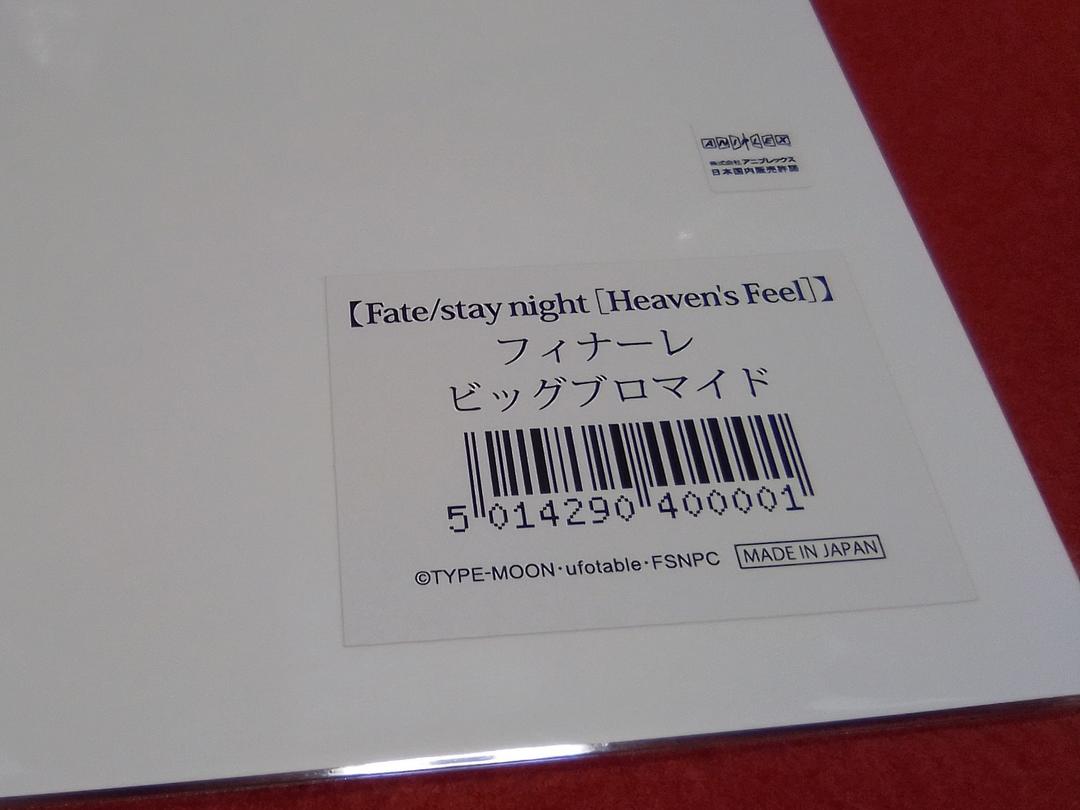 ANIPLEX
株式会社アニプレックス
日本国内販売許諾
【Fate/stay night [Heaven's Feel]】
フィナーレ
ビッグブロマイド
5 014290 400001
©TYPE-MOON・ufotable・FSNPC MADE IN JAPAN